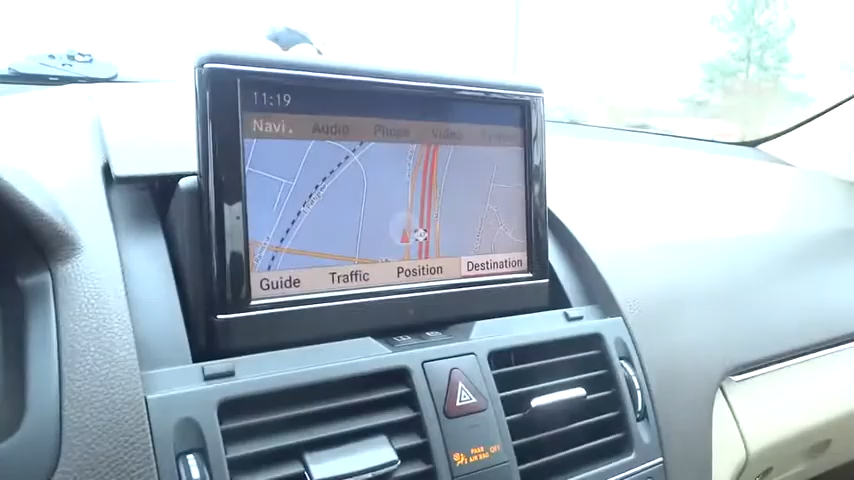 11:19
Navi Audio Phone Video
Guide Traffic Position Destination
PASS AIR BAG OFF